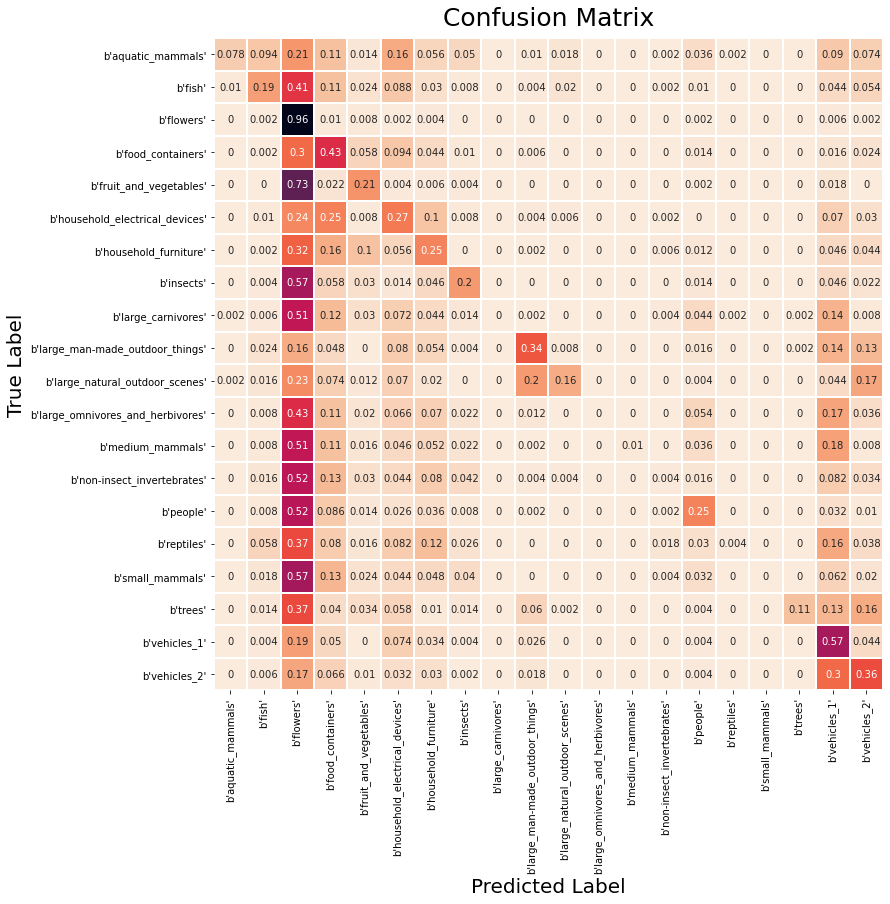 Confusion Matrix
b'aquatic_mammals' 0.078 0.094 0.21 0.11 0.014 0.16 0.056 0.05 0 0.01 0.018 0 0 0.002 0.036 0.002 0 0 0.09 0.074
b'fish' 0.01 0.19 0.41 0.11 0.024 0.088 0.03 0.008 0 0.004 0.02 0 0 0.002 0.01 0 0 0 0.044 0.054
b'flowers' 0 0.002 0.96 0.01 0.008 0.002 0.004 0 0 0 0 0 0 0 0.002 0 0 0 0.006 0.002
b'food_containers' 0 0.002 0.3 0.43 0.058 0.094 0.044 0.01 0 0.006 0 0 0 0 0.014 0 0 0 0.016 0.024
b'fruit_and_vegetables' 0 0 0.73 0.022 0.21 0.004 0.006 0.004 0 0 0 0 0 0 0.002 0 0 0 0.018 0
b'household_electrical_devices' 0 0.01 0.24 0.25 0.008 0.27 0.1 0.008 0 0.004 0.006 0 0 0.002 0 0 0 0 0.07 0.03
b'household_furniture' 0 0.002 0.32 0.16 0.1 0.056 0.25 0 0 0.002 0 0 0 0.006 0.012 0 0 0 0.046 0.044
b'insects' 0 0.004 0.57 0.058 0.03 0.014 0.046 0.2 0 0 0 0 0 0 0.014 0 0 0 0.046 0.022
b'large_carnivores' 0.002 0.006 0.51 0.12 0.03 0.072 0.044 0.014 0 0.002 0 0 0 0.004 0.044 0.002 0 0.002 0.14 0.008
b'large_man-made_outdoor_things' 0 0.024 0.16 0.048 0 0.08 0.054 0.004 0 0.34 0.008 0 0 0 0.016 0 0 0.002 0.14 0.13
b'large_natural_outdoor_scenes' 0.002 0.016 0.23 0.074 0.012 0.07 0.02 0 0 0.2 0.16 0 0 0 0.004 0 0 0 0.044 0.17
b'large_omnivores_and_herbivores' 0 0.008 0.43 0.11 0.02 0.066 0.07 0.022 0 0.012 0 0 0 0 0.054 0 0 0 0.17 0.036
b'medium_mammals' 0 0.008 0.51 0.11 0.016 0.046 0.052 0.022 0 0.002 0 0 0.01 0 0.036 0 0 0 0.18 0.008
b'non-insect_invertebrates' 0 0.016 0.52 0.13 0.03 0.044 0.08 0.042 0 0.004 0.004 0 0 0.004 0.016 0 0 0 0.082 0.034
b'people' 0 0.008 0.52 0.086 0.014 0.026 0.036 0.008 0 0.002 0 0 0 0.002 0.25 0 0 0 0.032 0.01
b'reptiles' 0 0.058 0.37 0.08 0.016 0.082 0.12 0.026 0 0 0 0 0 0.018 0.03 0.004 0 0 0.16 0.038
b'small_mammals' 0 0.018 0.57 0.13 0.024 0.044 0.048 0.04 0 0 0 0 0 0.004 0.032 0 0 0 0.062 0.02
b'trees' 0 0.014 0.37 0.04 0.034 0.058 0.01 0.014 0 0.06 0.002 0 0 0 0.004 0 0 0.11 0.13 0.16
b'vehicles_1' 0 0.004 0.19 0.05 0 0.074 0.034 0.004 0 0.026 0 0 0 0 0.004 0 0 0 0.57 0.044
b'vehicles_2' 0 0.006 0.17 0.066 0.01 0.032 0.03 0.002 0 0.018 0 0 0 0 0.004 0 0 0 0.3 0.36
True Label
b'aquatic_mammals'
b'fish'
b'flowers'
b'food_containers'
b'fruit_and_vegetables'
b'household_electrical_devices'
b'household_furniture'
b'insects'
b'large_carnivores'
b'large_man-made_outdoor_things'
b'large_natural_outdoor_scenes'
b'large_omnivores_and_herbivores'
b'medium_mammals'
b'non-insect_invertebrates'
b'people'
b'reptiles'
b'small_mammals'
b'trees'
b'vehicles_1'
b'vehicles_2'
Predicted Label